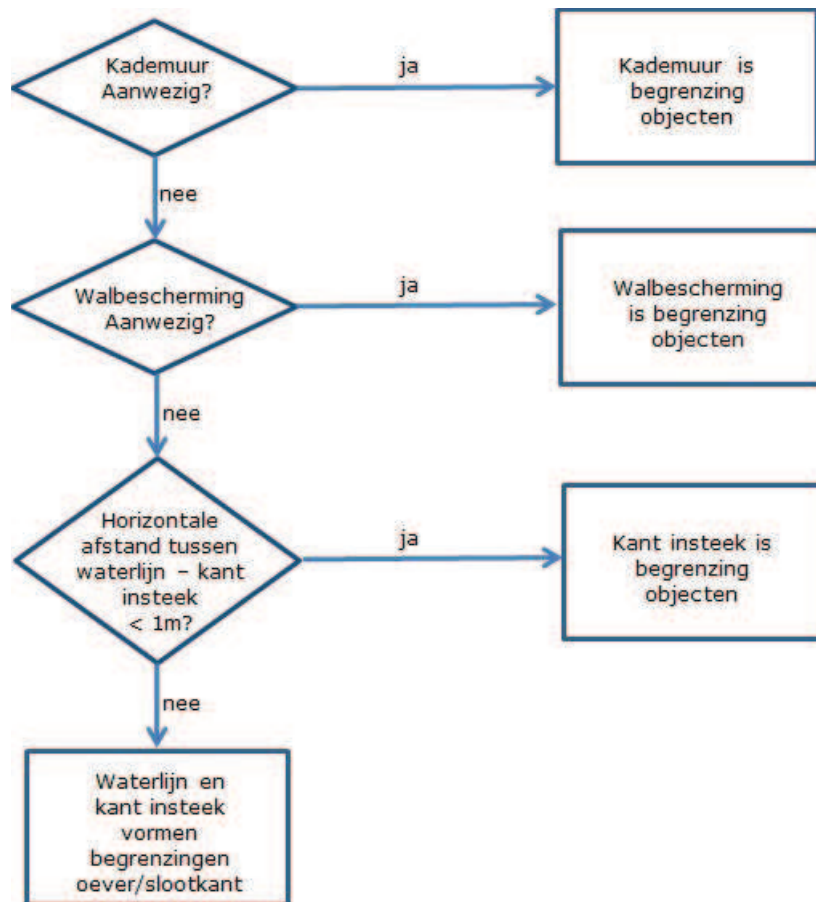 Kademuur
Aanwezig?
ja
Kademuur is
begrenzing
objecten
nee
Walbescherming
Aanwezig?
ja
Walbescherming
is begrenzing
objecten
nee
Horizontale
afstand tussen
waterlijn – kant
insteek
< 1m?
ja
Kant insteek is
begrenzing
objecten
nee
Waterlijn en
kant insteek
vormen
begrenzingen
oever/slootkant